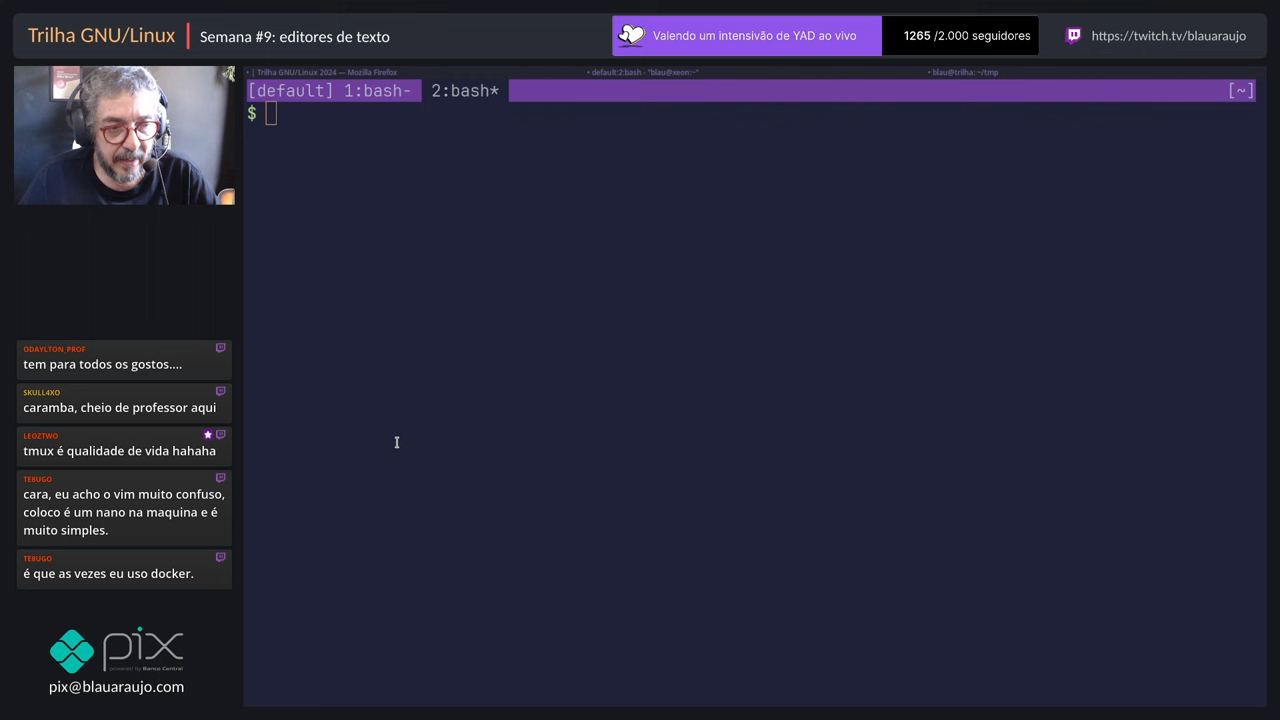 Trilha GNU/Linux
Semana #9: editores de texto
Valendo um intensivão de YAD ao vivo
1265 /2.000 seguidores
https://twitch.tv/blauaraujo
• | Trilha GNU/Linux 2024 — Mozilla Firefox
• default:2:bash - "blau@xeon:~"
• blau@trilha: ~/tmp
[default] 1:bash- 2:bash* [~]
$
ODAYLTON_PROF
tem para todos os gostos....
SKULL4XO
caramba, cheio de professor aqui
LEOZTWO
tmux é qualidade de vida hahaha
TEBUGO
cara, eu acho o vim muito confuso,
coloco é um nano na maquina e é
muito simples.
TEBUGO
é que as vezes eu uso docker.
pix
powered by Banco Central
pix@blauaraujo.com